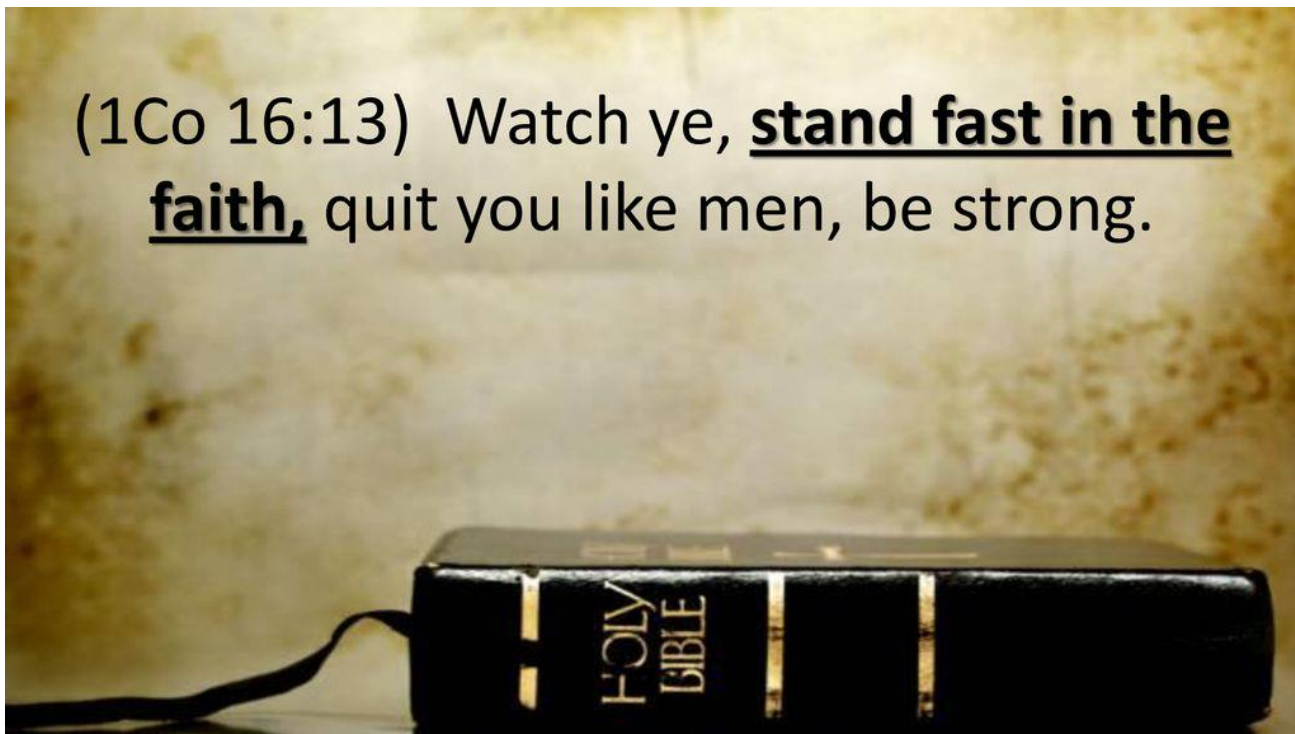 (1Co 16:13)  Watch ye, stand fast in the
faith, quit you like men, be strong.
HOLY
BIBLE